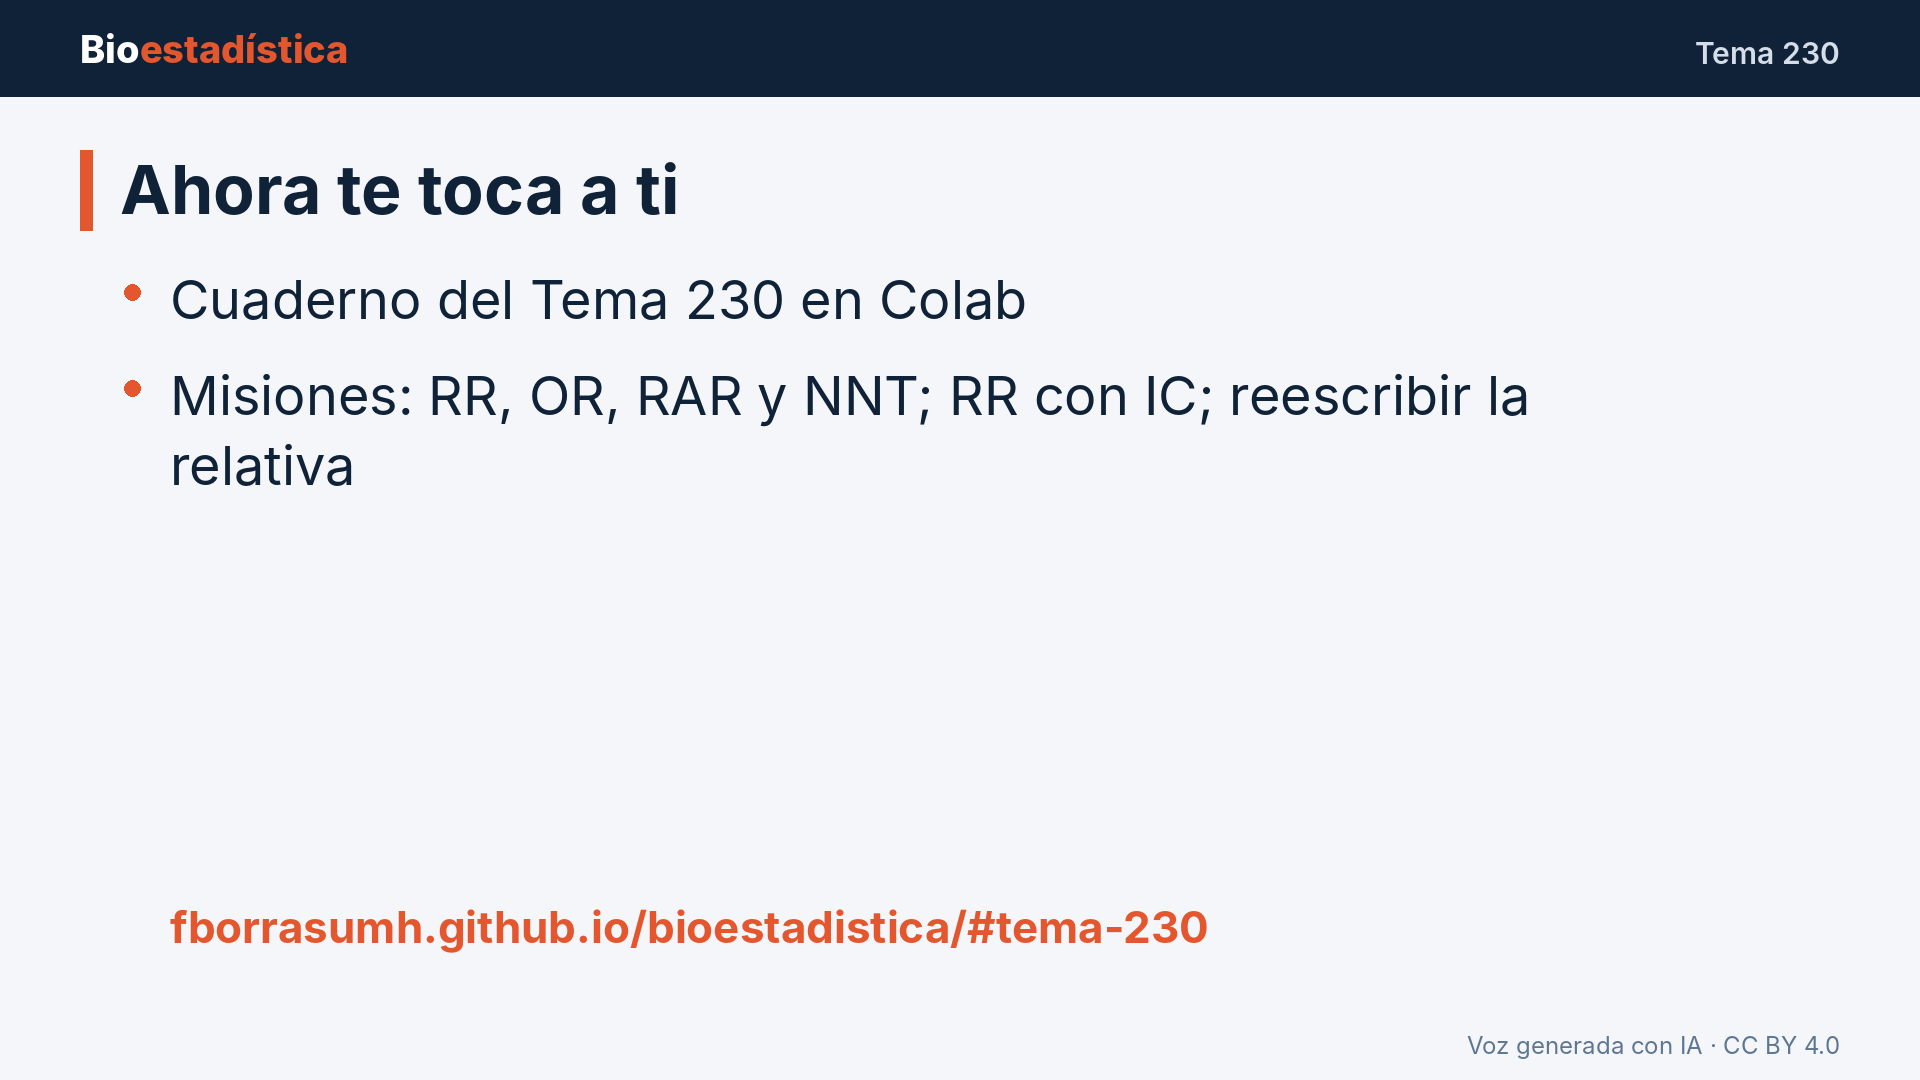 Bioestadística
Tema 230
Ahora te toca a ti
• Cuaderno del Tema 230 en Colab
• Misiones: RR, OR, RAR y NNT; RR con IC; reescribir la
relativa
fborrasumh.github.io/bioestadistica/#tema-230
Voz generada con IA · CC BY 4.0